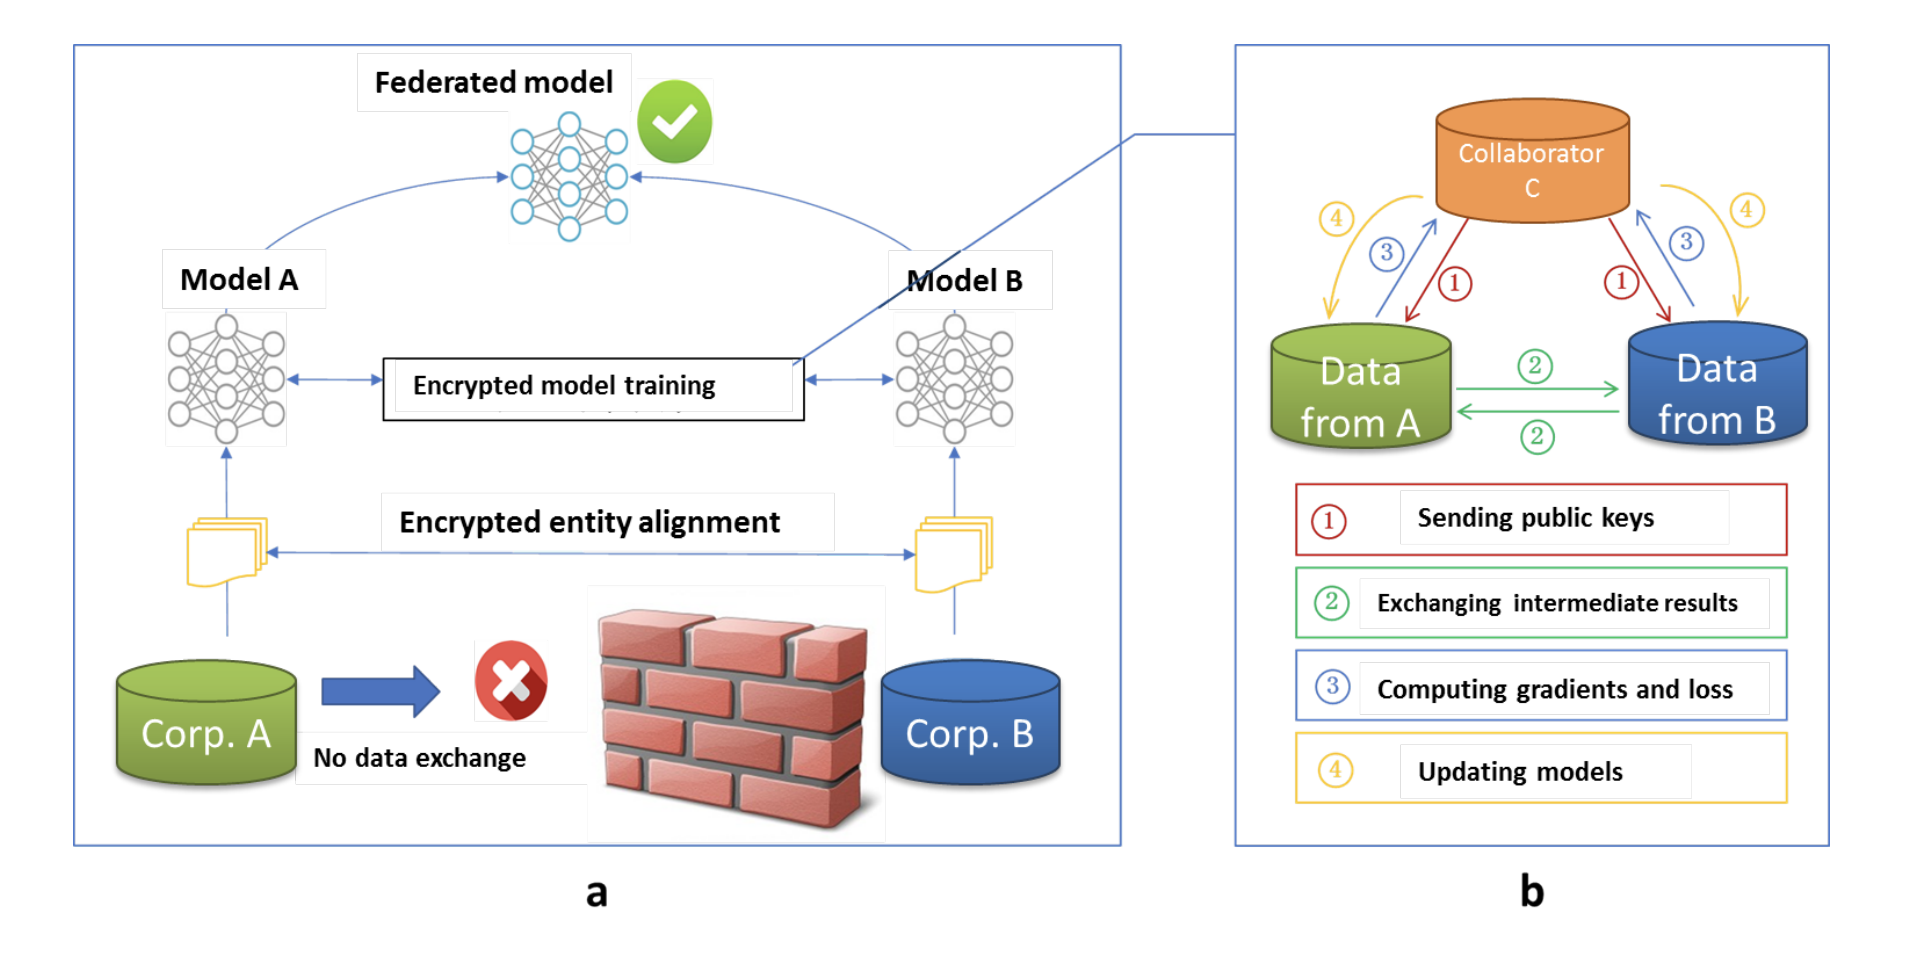 Federated model
Model A
Model B
Encrypted model training
Encrypted entity alignment
Corp. A
No data exchange
Corp. B
a
Collaborator
C
④
③
①
①
③
④
Data
from A
②
②
Data
from B
① Sending public keys
② Exchanging intermediate results
③ Computing gradients and loss
④ Updating models
b